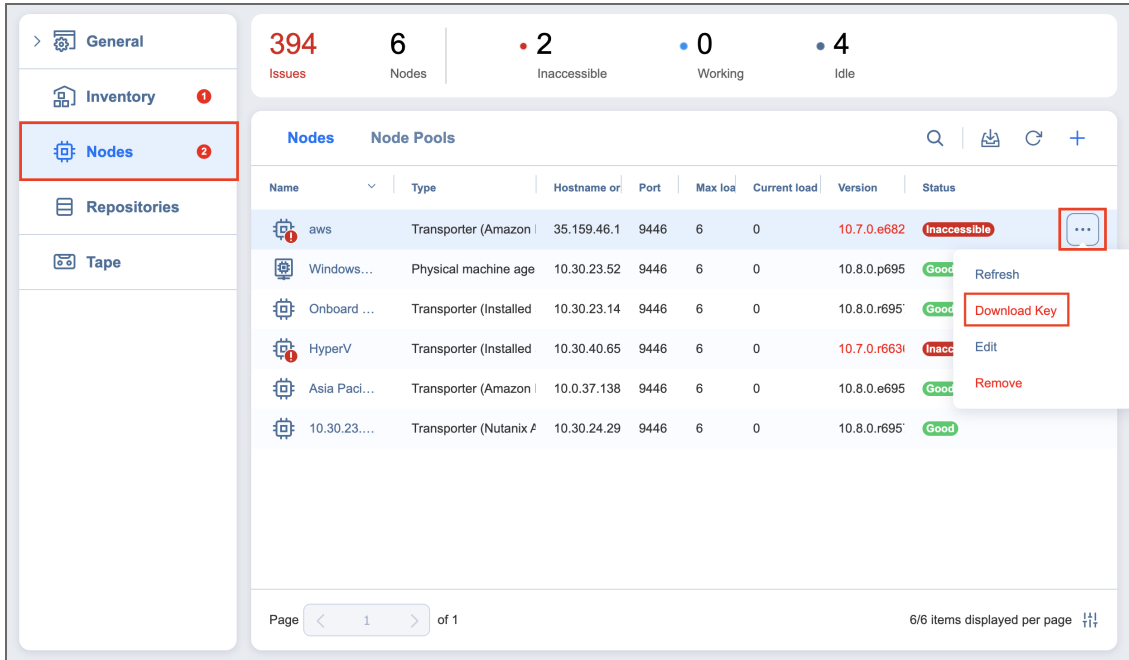 General
Inventory 1
Nodes 2
Repositories
Tape
394 6 2 0 4
Issues Nodes Inaccessible Working Idle
Nodes Node Pools
Name Type Hostname or Port Max loa Current load Version Status
aws Transporter (Amazon 35.159.46.1 9446 6 0 10.7.0.e682 Inaccessible ...
Windows... Physical machine age 10.30.23.52 9446 6 0 10.8.0.p695 Good
Onboard ... Transporter (Installed 10.30.23.14 9446 6 0 10.8.0.r695 Good
HyperV Transporter (Installed 10.30.40.65 9446 6 0 10.7.0.r663 Inacc
Asia Paci... Transporter (Amazon 10.0.37.138 9446 6 0 10.8.0.e695 Good
10.30.23.... Transporter (Nutanix 10.30.24.29 9446 6 0 10.8.0.r695 Good
Refresh
Download Key
Edit
Remove
Page 1 of 1
6/6 items displayed per page